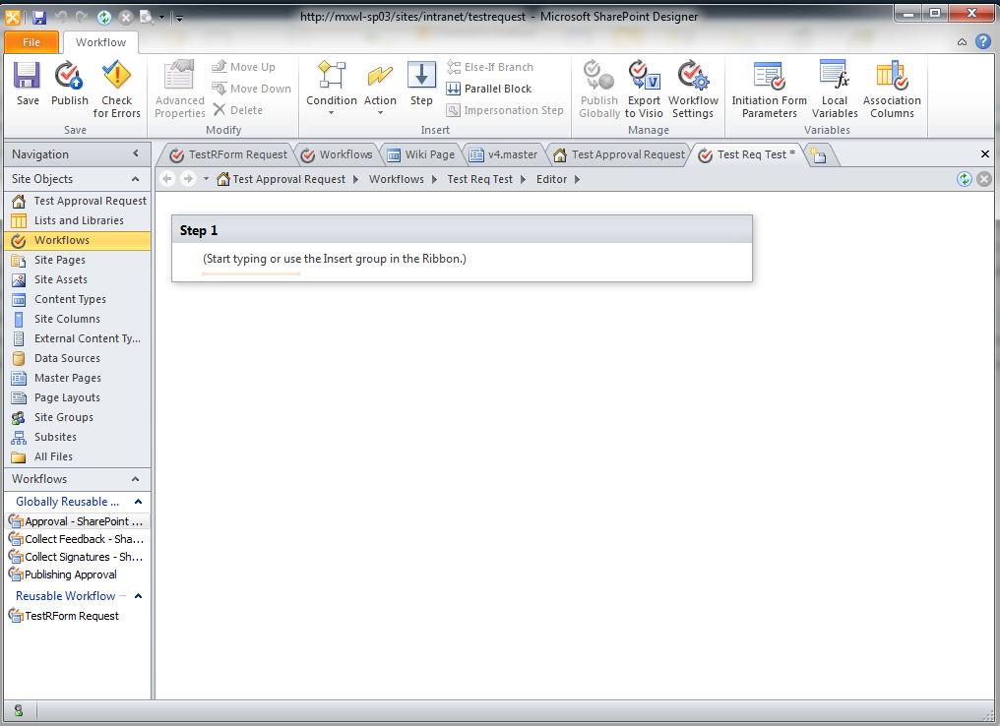 http://mxwl-sp03/sites/intranet/testrequest - Microsoft SharePoint Designer
File
Workflow
Save
Publish
Check for Errors
Save
Advanced Properties
Move Up
Move Down
Delete
Modify
Condition
Action
Step
Else-If Branch
Parallel Block
Impersonation Step
Insert
Publish Globally
Export to Visio
Workflow Settings
Manage
Initiation Form Parameters
Local Variables
Association Columns
Variables
Navigation
TestRForm Request
Workflows
Wiki Page
v4.master
Test Approval Request
Test Req Test *
Test Approval Request
Workflows
Test Req Test
Editor
Site Objects
Test Approval Request
Lists and Libraries
Workflows
Site Pages
Site Assets
Content Types
Site Columns
External Content Ty...
Data Sources
Master Pages
Page Layouts
Site Groups
Subsites
All Files
Workflows
Globally Reusable ...
Approval - SharePoint ...
Collect Feedback - Sha...
Collect Signatures - Sh...
Publishing Approval
Reusable Workflow
TestRForm Request
Step 1
(Start typing or use the Insert group in the Ribbon.)